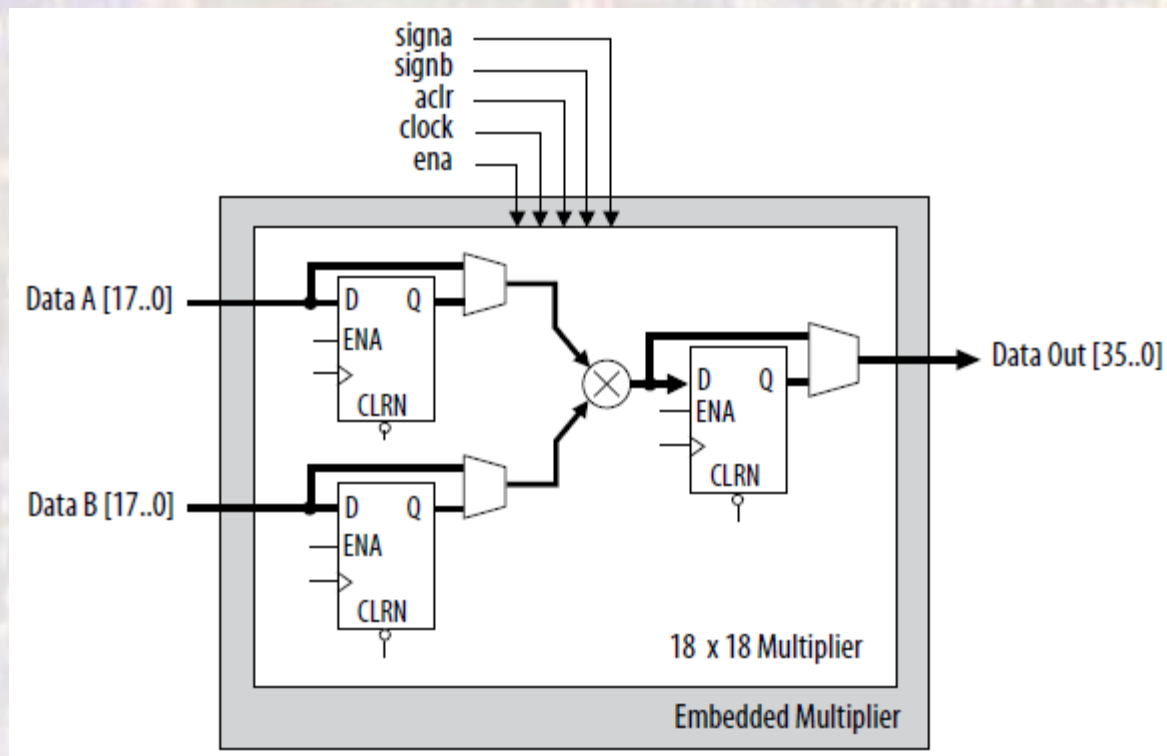 signa
signb
aclr
clock
ena
Data A [17..0]
D Q
ENA
CLRN
Data B [17..0]
D Q
ENA
CLRN
D Q
ENA
CLRN
Data Out [35..0]
18 x 18 Multiplier
Embedded Multiplier